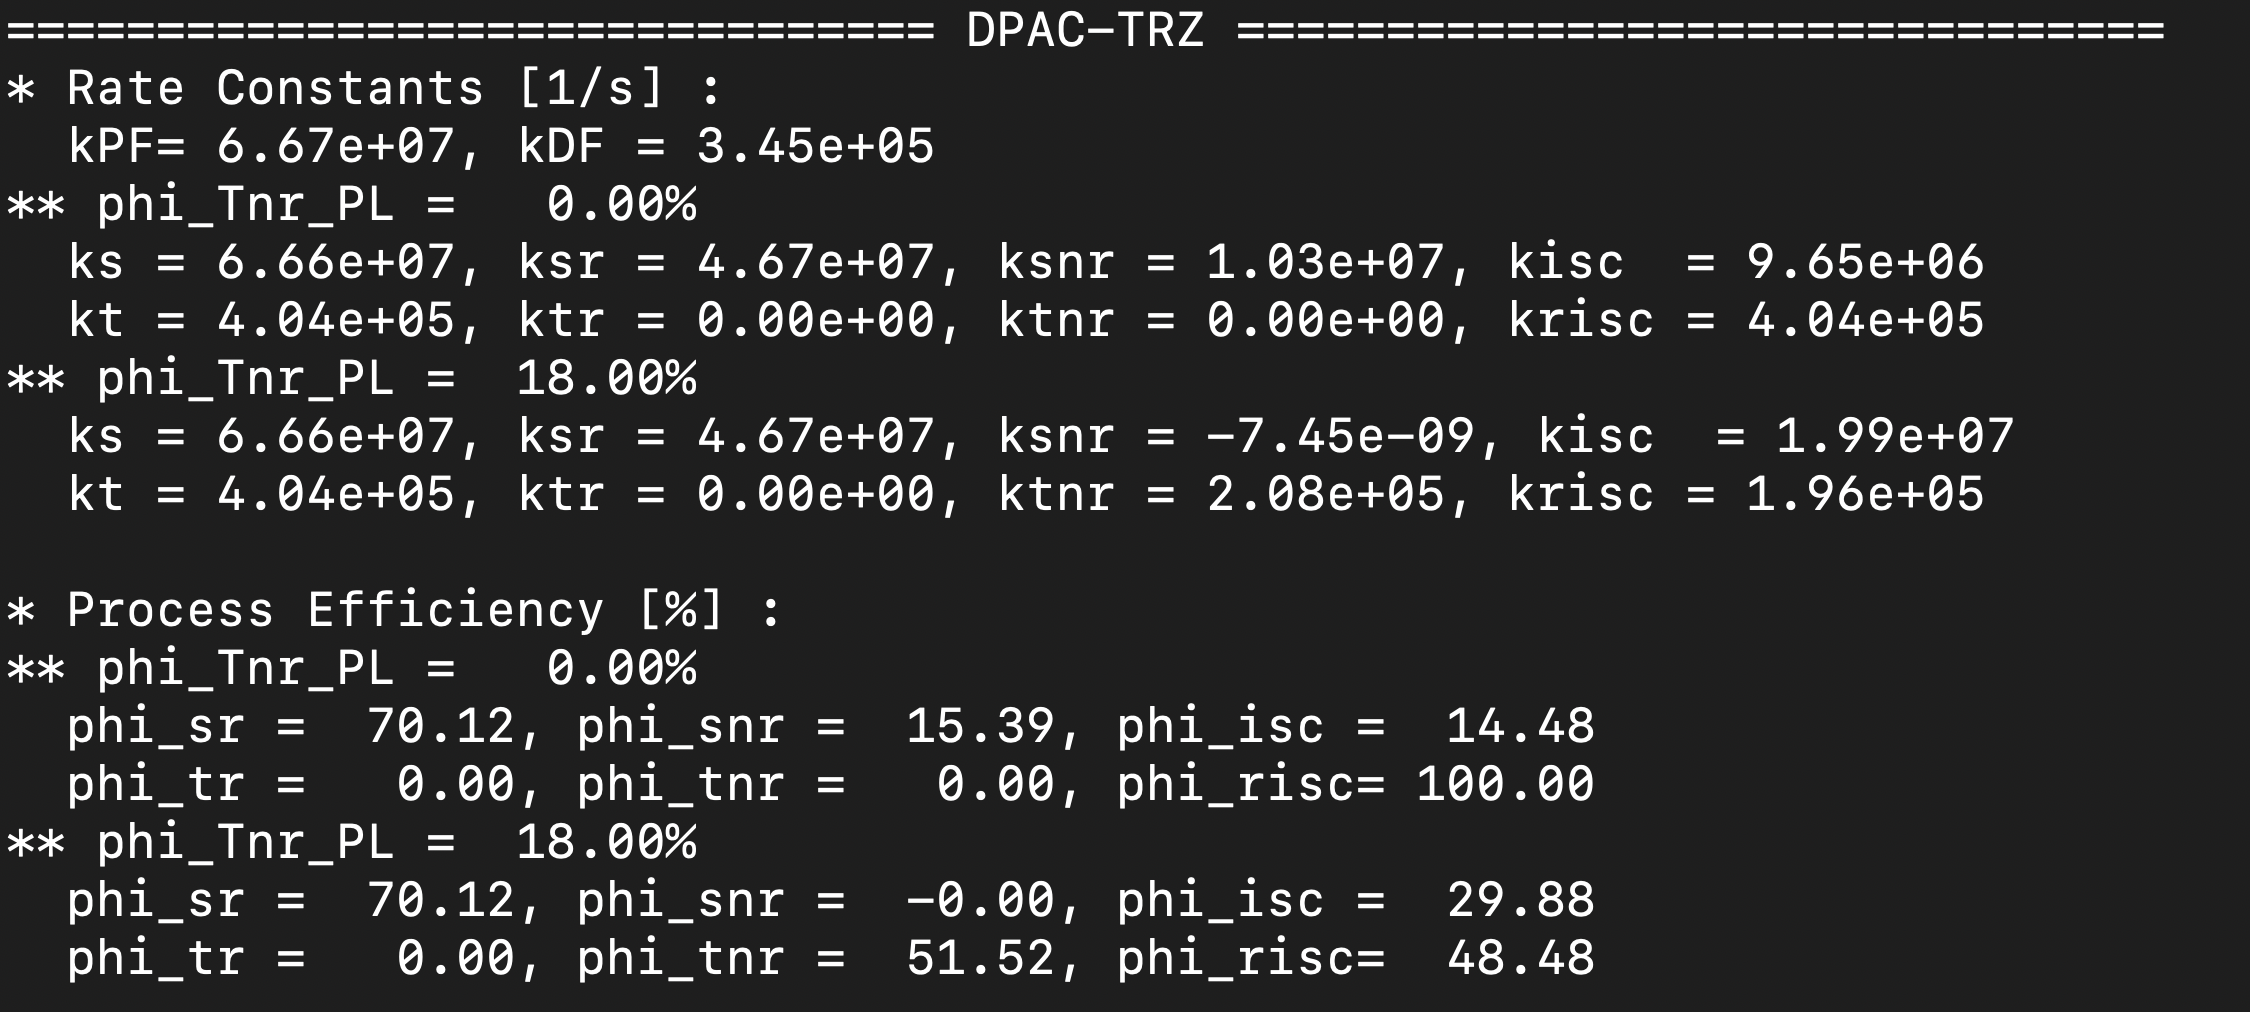 =============================== DPAC-TRZ ===============================
* Rate Constants [1/s] :
  kPF= 6.67e+07, kDF = 3.45e+05
** phi_Tnr_PL =   0.00%
  ks = 6.66e+07, ksr = 4.67e+07, ksnr = 1.03e+07, kisc  = 9.65e+06
  kt = 4.04e+05, ktr = 0.00e+00, ktnr = 0.00e+00, krisc = 4.04e+05
** phi_Tnr_PL =  18.00%
  ks = 6.66e+07, ksr = 4.67e+07, ksnr = -7.45e-09, kisc  = 1.99e+07
  kt = 4.04e+05, ktr = 0.00e+00, ktnr = 2.08e+05, krisc = 1.96e+05

* Process Efficiency [%] :
** phi_Tnr_PL =   0.00%
  phi_sr =  70.12, phi_snr =  15.39, phi_isc =  14.48
  phi_tr =   0.00, phi_tnr =   0.00, phi_risc= 100.00
** phi_Tnr_PL =  18.00%
  phi_sr =  70.12, phi_snr =  -0.00, phi_isc =  29.88
  phi_tr =   0.00, phi_tnr =  51.52, phi_risc=  48.48